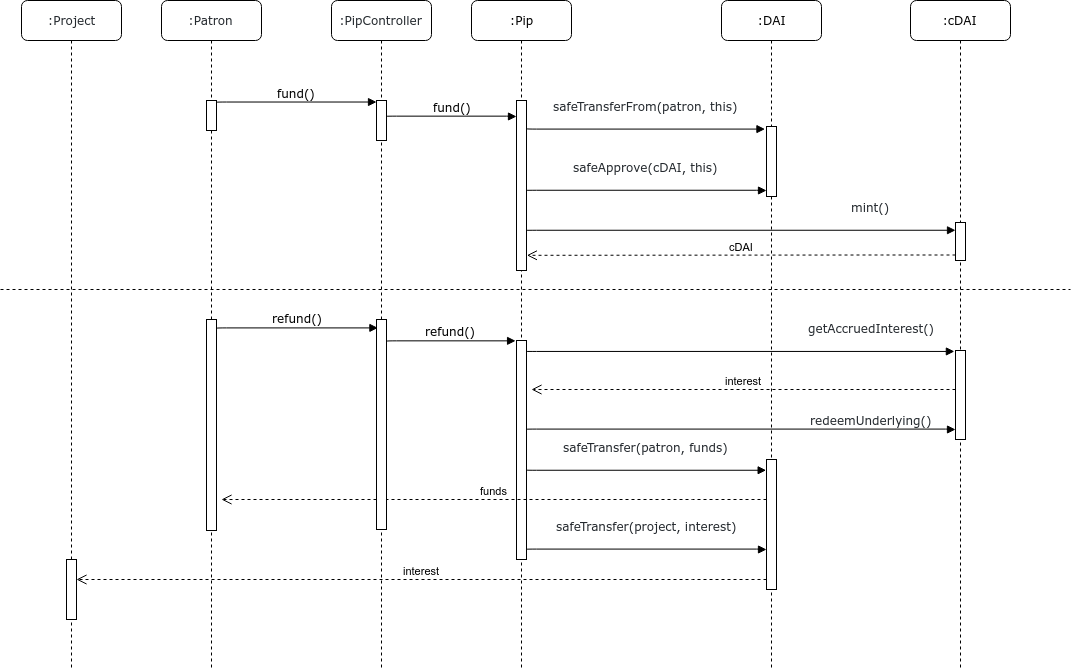 :Project
:Patron
:PipController
:Pip
:DAI
:cDAI
fund()
fund()
safeTransferFrom(patron, this)
safeApprove(cDAI, this)
mint()
cDAI
refund()
refund()
getAccruedInterest()
interest
redeemUnderlying()
safeTransfer(patron, funds)
funds
safeTransfer(project, interest)
interest